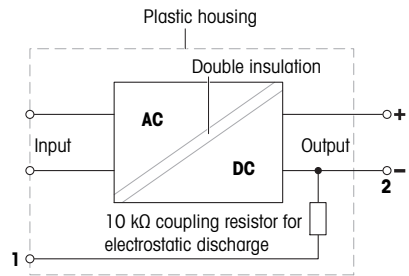 Plastic housing
Double insulation
AC
+
Input
Output
DC
−
2
10 kΩ coupling resistor for
electrostatic discharge
1